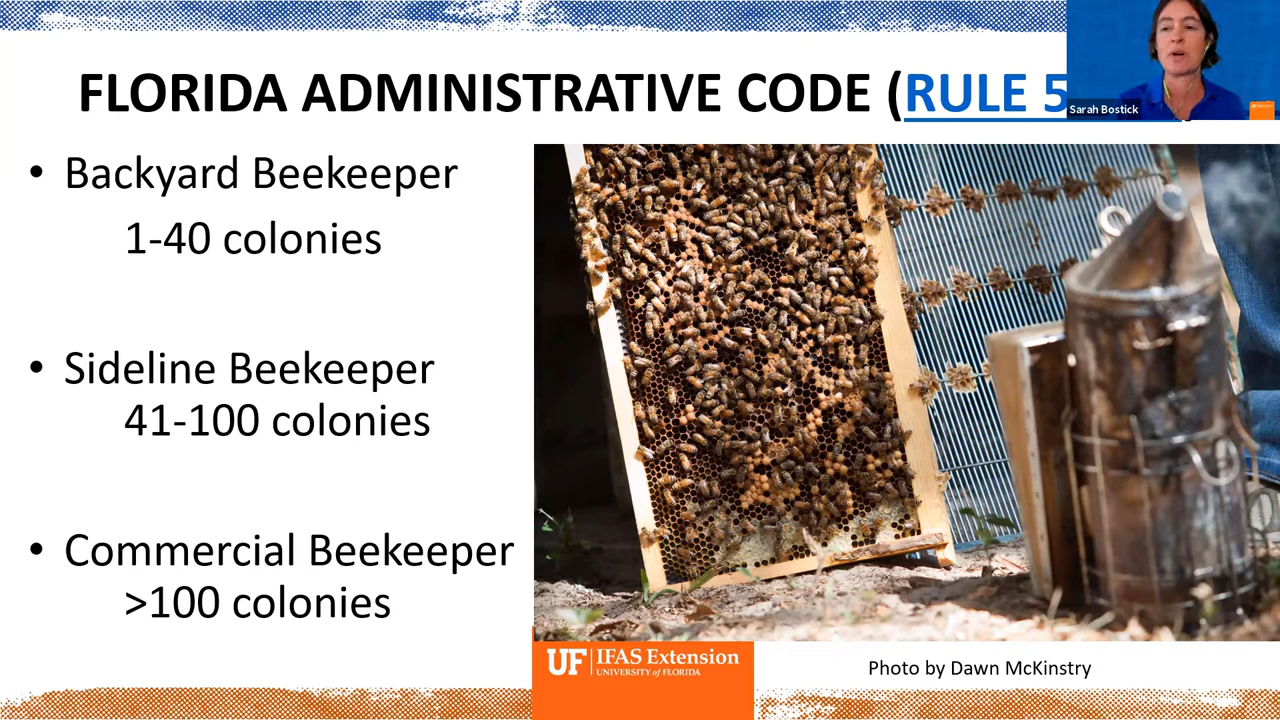 FLORIDA ADMINISTRATIVE CODE (RULE 5
Sarah Bostick
• Backyard Beekeeper
1-40 colonies
• Sideline Beekeeper
41-100 colonies
• Commercial Beekeeper
>100 colonies
UF IFAS Extension
UNIVERSITY of FLORIDA
Photo by Dawn McKinstry